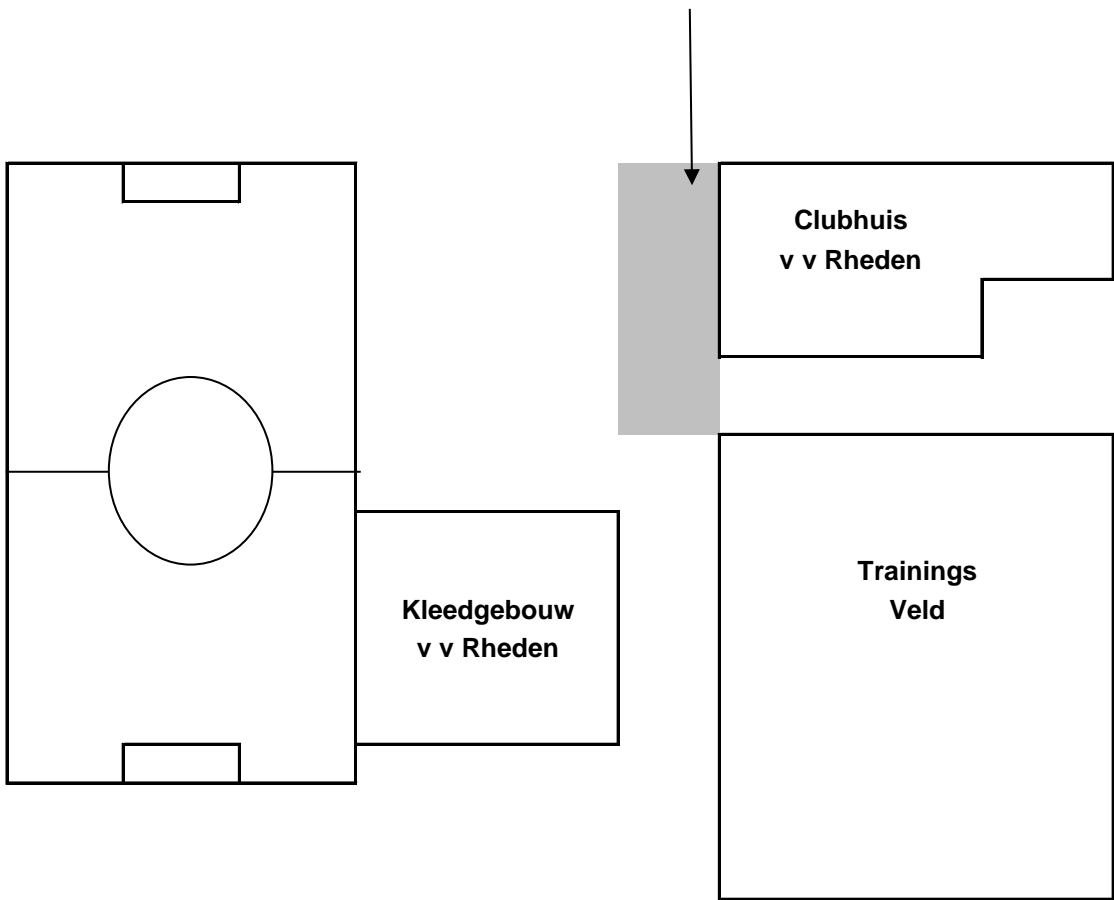 Clubhuis
v v Rheden
Kleedgebouw
v v Rheden
Trainings
Veld